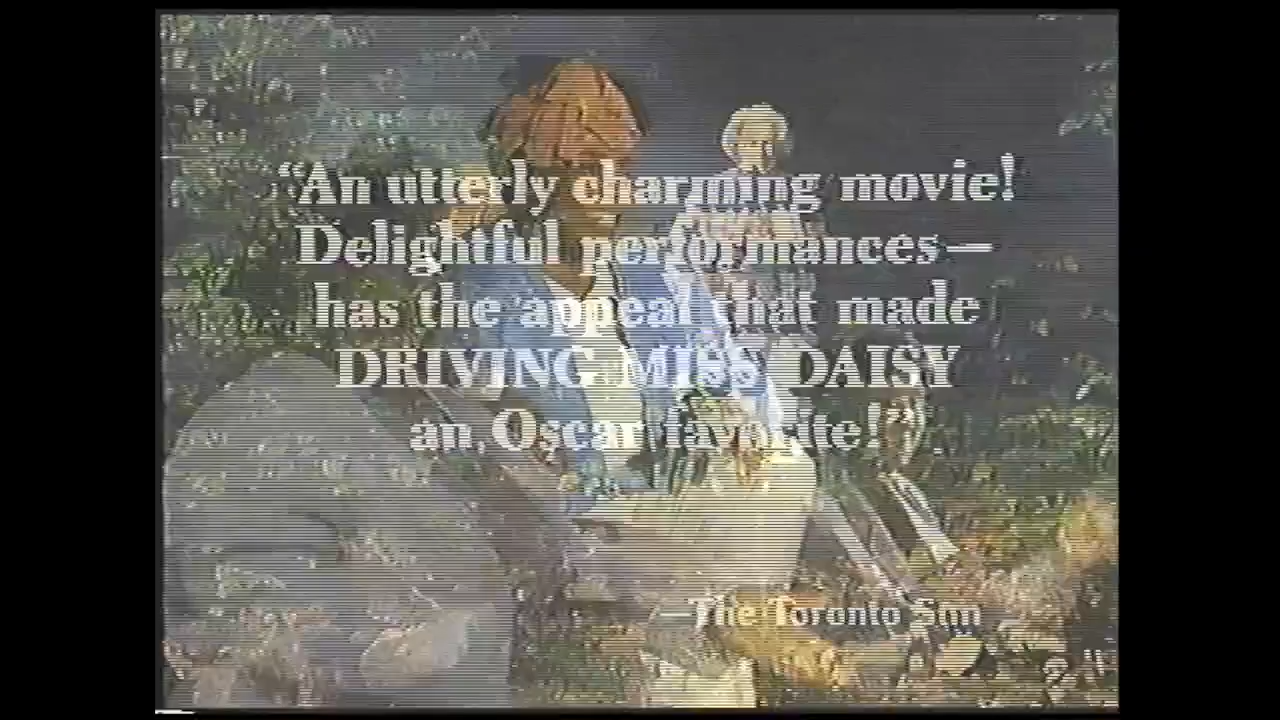 “An utterly charming movie!
Delightful performances—
has the appeal that made
DRIVING MISS DAISY
an Oscar favorite!”
—The Toronto Sun